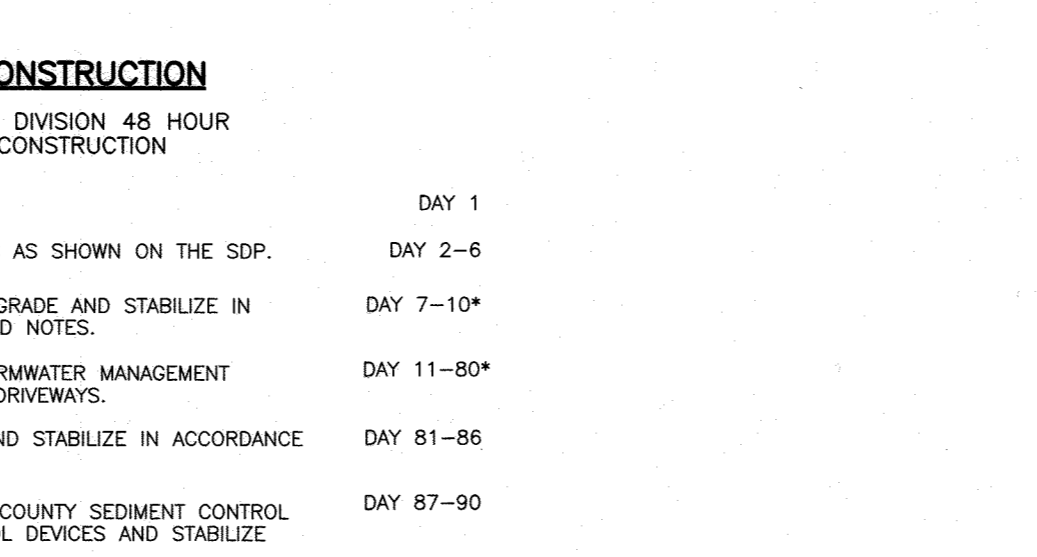 ONSTRUCTION
DIVISION 48 HOUR
CONSTRUCTION
DAY 1
AS SHOWN ON THE SDP. DAY 2-6
GRADE AND STABILIZE IN DAY 7-10*
D NOTES.
RMWATER MANAGEMENT DAY 11-80*
DRIVEWAYS.
ND STABILIZE IN ACCORDANCE DAY 81-86
COUNTY SEDIMENT CONTROL DAY 87-90
L DEVICES AND STABILIZE